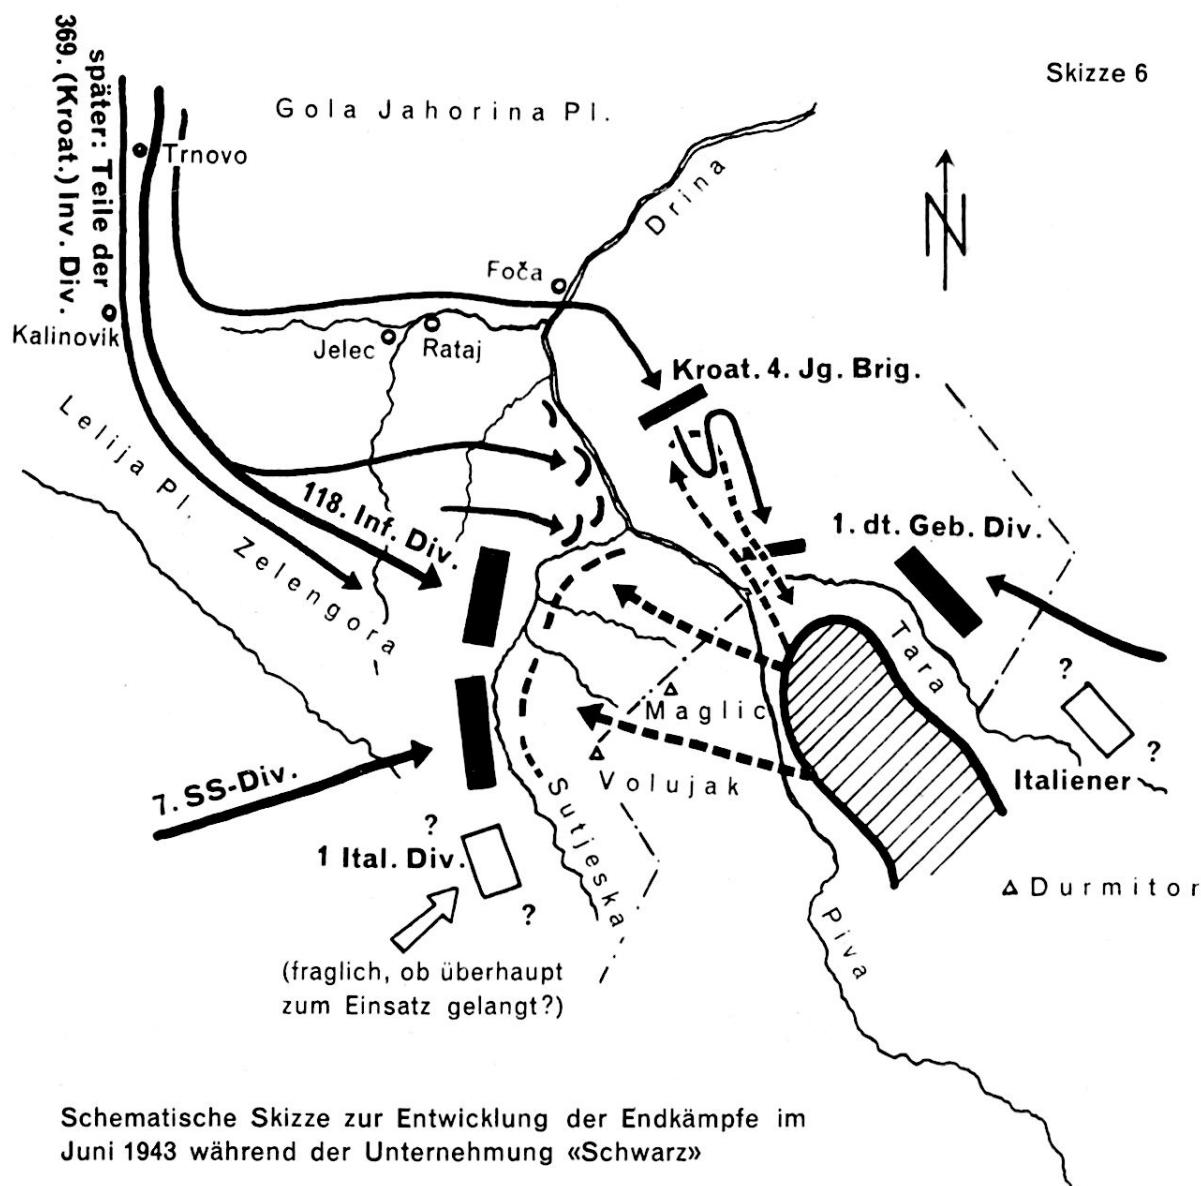 Skizze 6
später: Teile der
369. (Kroat.) Inv. Div.
Gola Jahorina Pl.
Trnovo
Drina
N
Foča
Kalinovik
Jelec
Rataj
Kroat. 4. Jg. Brig.
Lelija Pl.
118. Inf. Div.
1. dt. Geb. Div.
Zelengora
Tara
?
?
Maglic
Italiener
7. SS-Div.
Volujak
Sutjeska
?
1 Ital. Div.
?
Durmitor
Piva
(fraglich, ob überhaupt
zum Einsatz gelangt?)
Schematische Skizze zur Entwicklung der Endkämpfe im
Juni 1943 während der Unternehmung «Schwarz»